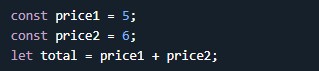 const price1 = 5;
const price2 = 6;
let total = price1 + price2;